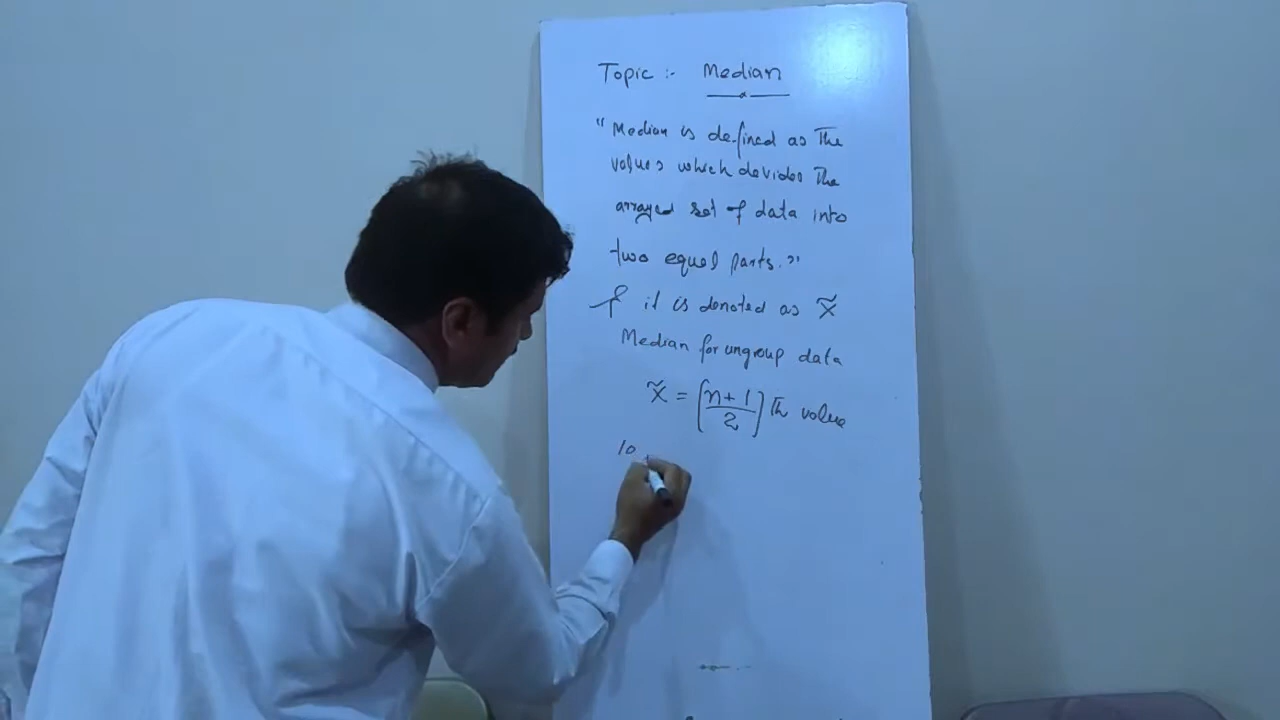 Topic :- Median
"Median is defined as The
values which devides The
arrayed set of data into
two equal parts."
it is denoted as x̃
Median for ungroup data
x̃ = [n+1/2] Th value
10